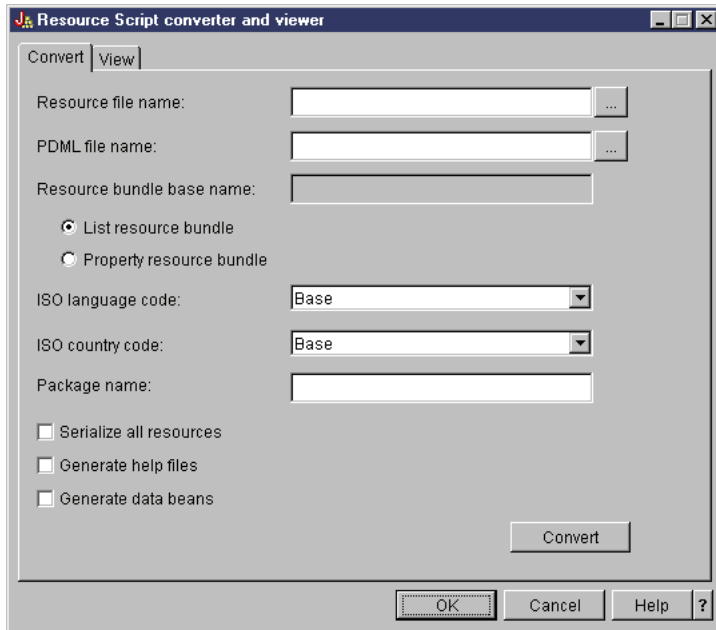 Resource Script converter and viewer
Convert View
Resource file name: ...
PDML file name: ...
Resource bundle base name:
List resource bundle
Property resource bundle
ISO language code: Base
ISO country code: Base
Package name:
Serialize all resources
Generate help files
Generate data beans
Convert
OK Cancel Help ?